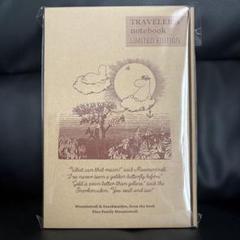 TRAVELER'S
notebook
LIMITED EDITION
"What can that mean?" said Moomintroll.
"I've never seen a golden butterfly before."
"Gold is even better than yellow," said the
Snorkmaiden. "You wait and see!"
Moomintroll & Snorkmaiden, from the book
Finn Family Moomintroll